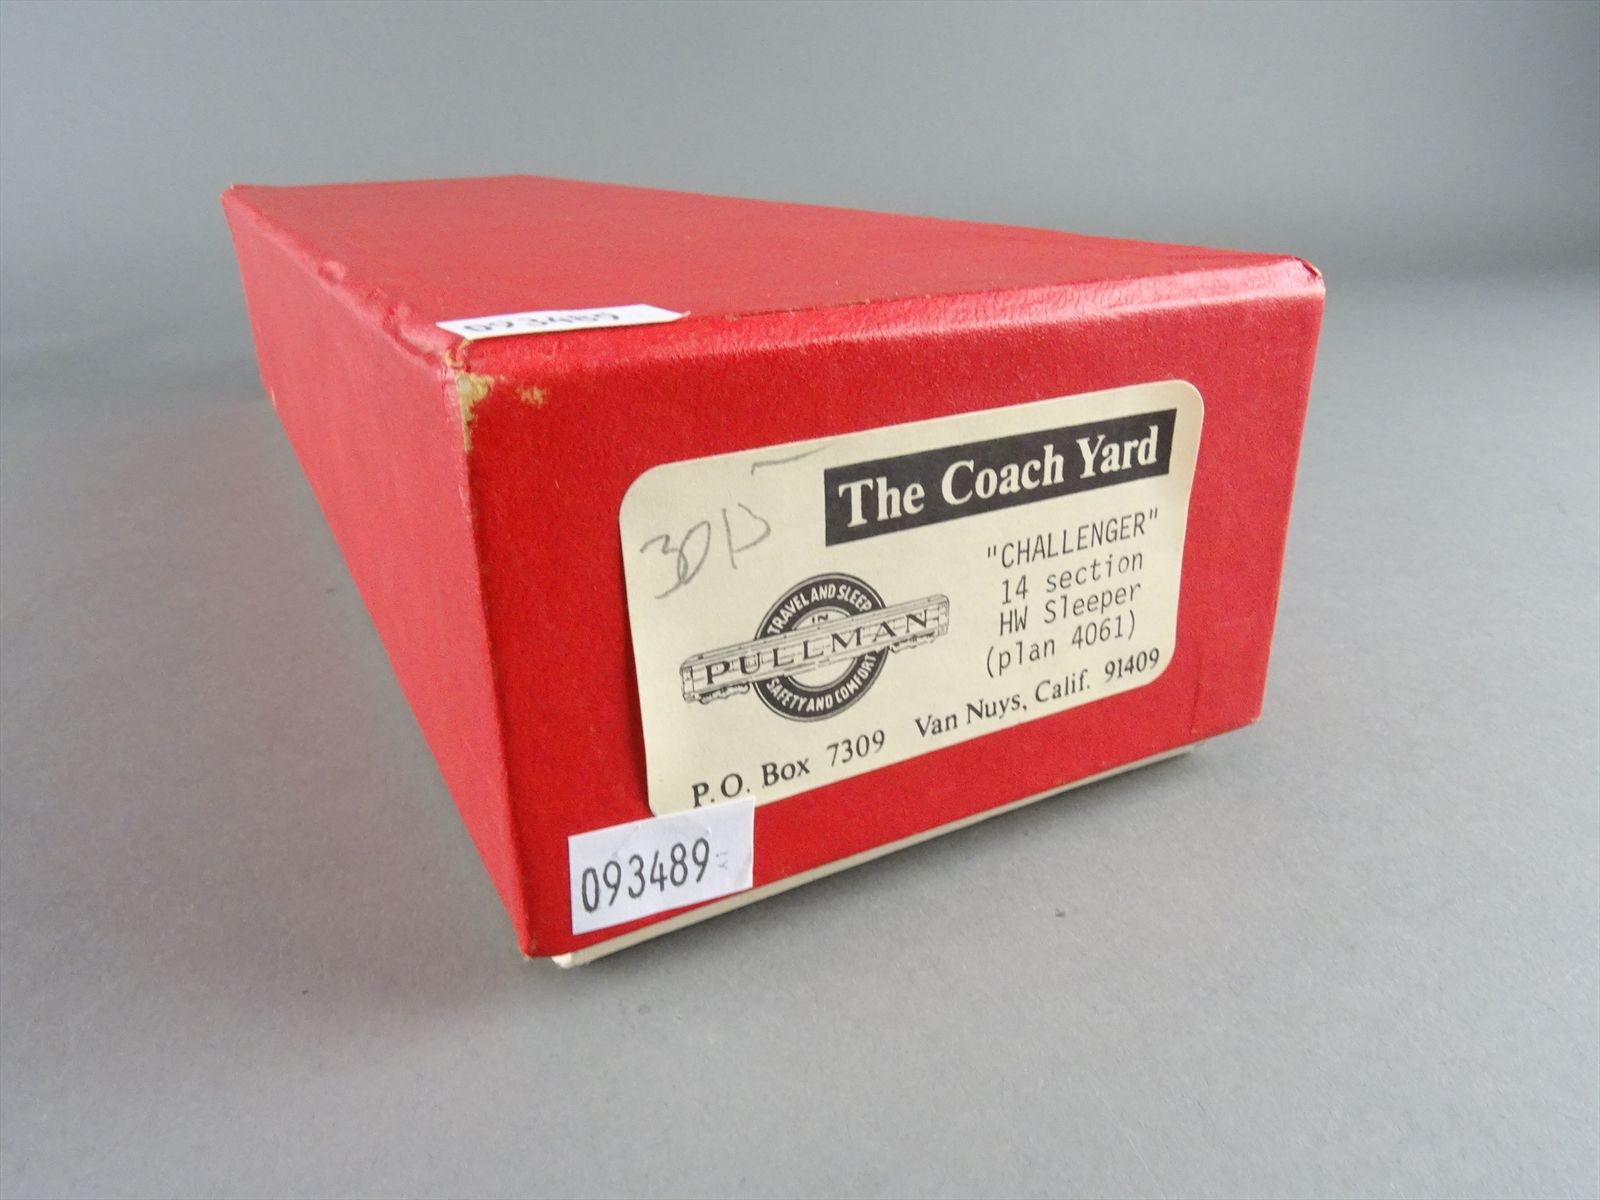 093489
The Coach Yard
"CHALLENGER"
14 section
HW Sleeper
(plan 4061)
TRAVEL AND SLEEP
IN
PULLMAN
SAFETY AND COMFORT
P.O. Box 7309 Van Nuys, Calif. 91409
093489